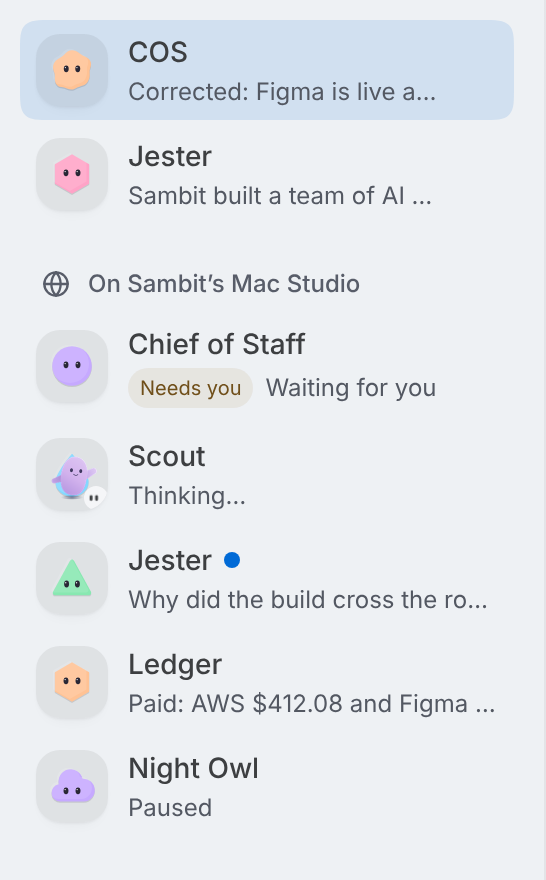 COS
Corrected: Figma is live a...
Jester
Sambit built a team of AI ...
On Sambit’s Mac Studio
Chief of Staff
Needs you Waiting for you
Scout
Thinking...
Jester
Why did the build cross the ro...
Ledger
Paid: AWS $412.08 and Figma ...
Night Owl
Paused